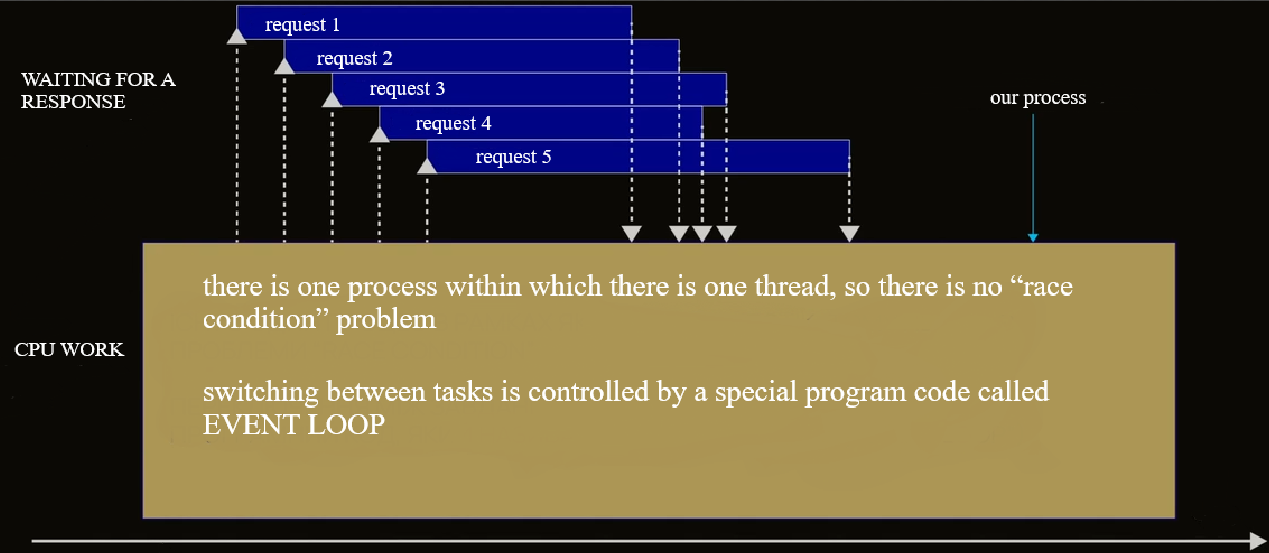 request 1
request 2
WAITING FOR A
RESPONSE
request 3
our process
request 4
request 5
there is one process within which there is one thread, so there is no “race
condition” problem
CPU WORK
switching between tasks is controlled by a special program code called
EVENT LOOP